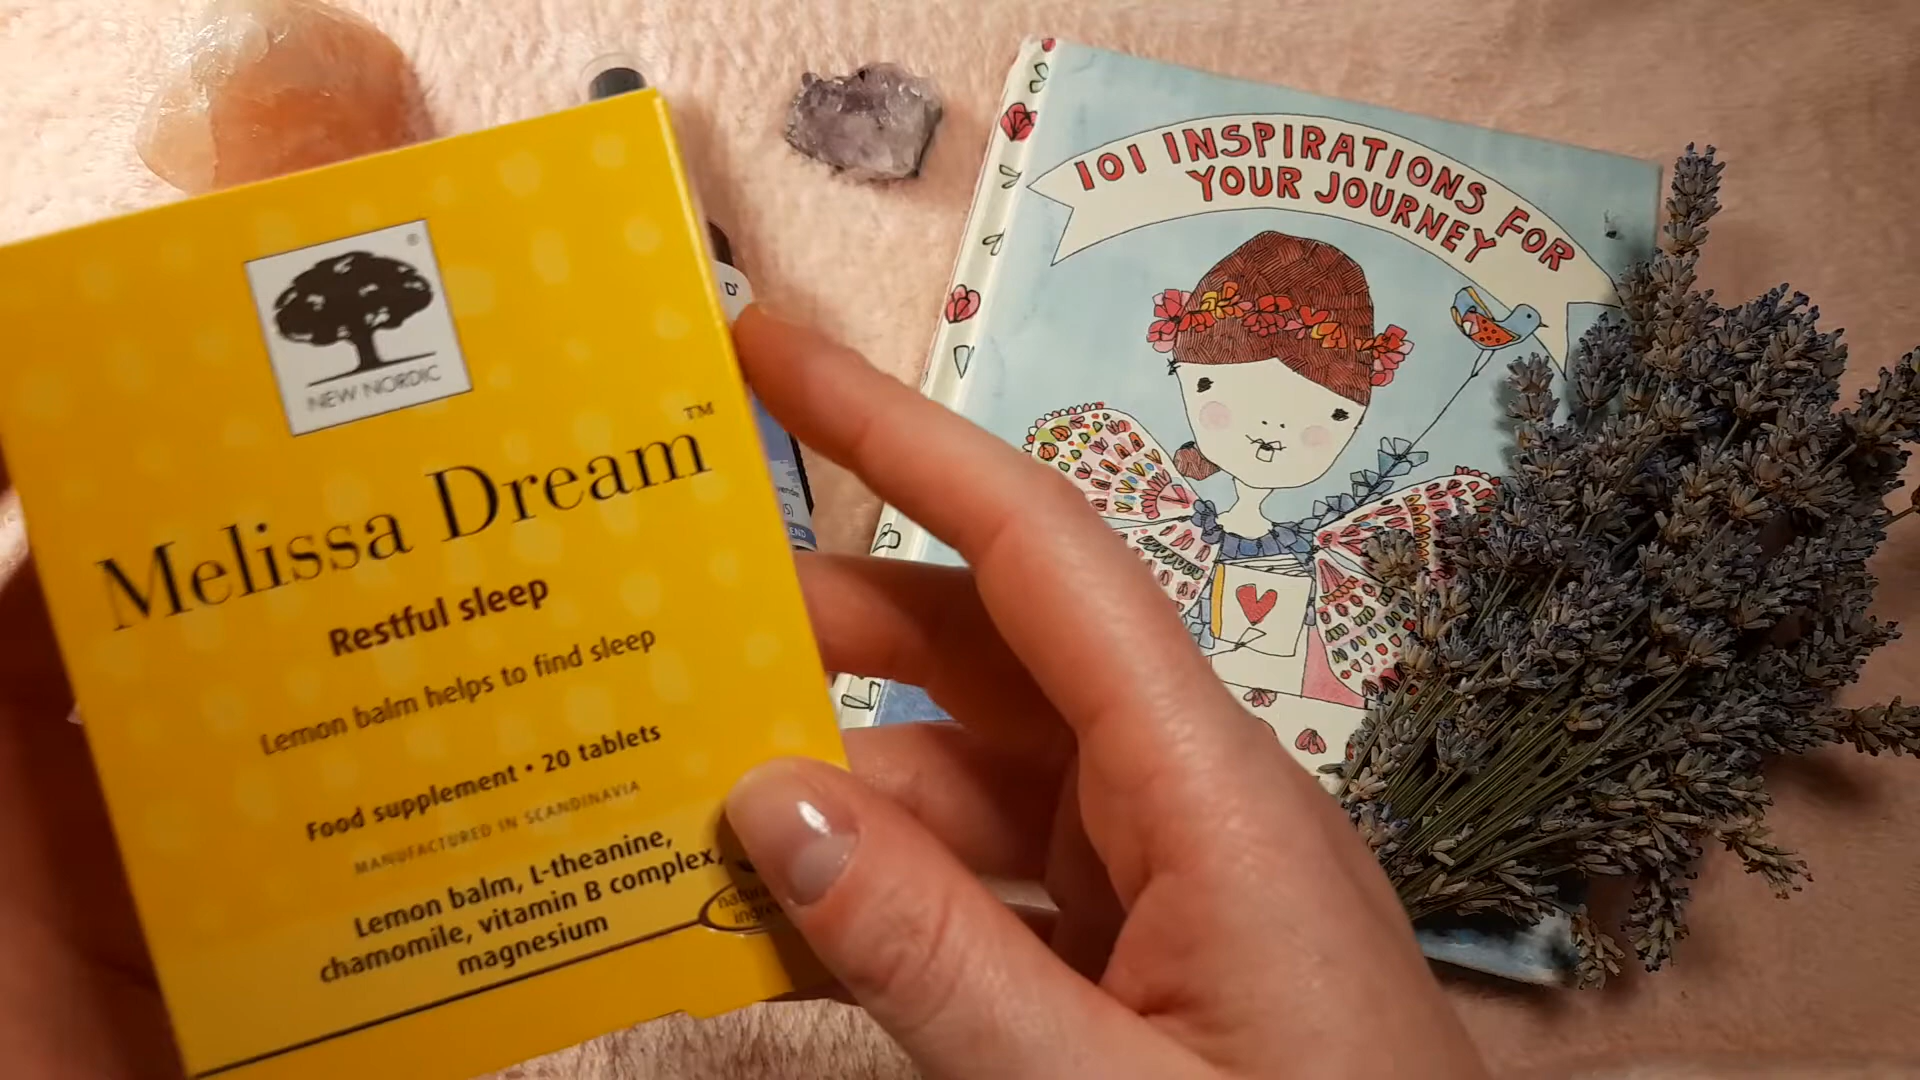 NEW NORDIC
®
Melissa Dream™
Restful sleep
Lemon balm helps to find sleep
Food supplement • 20 tablets
MANUFACTURED IN SCANDINAVIA
Lemon balm, L-theanine,
chamomile, vitamin B complex,
magnesium
101 INSPIRATIONS FOR
YOUR JOURNEY